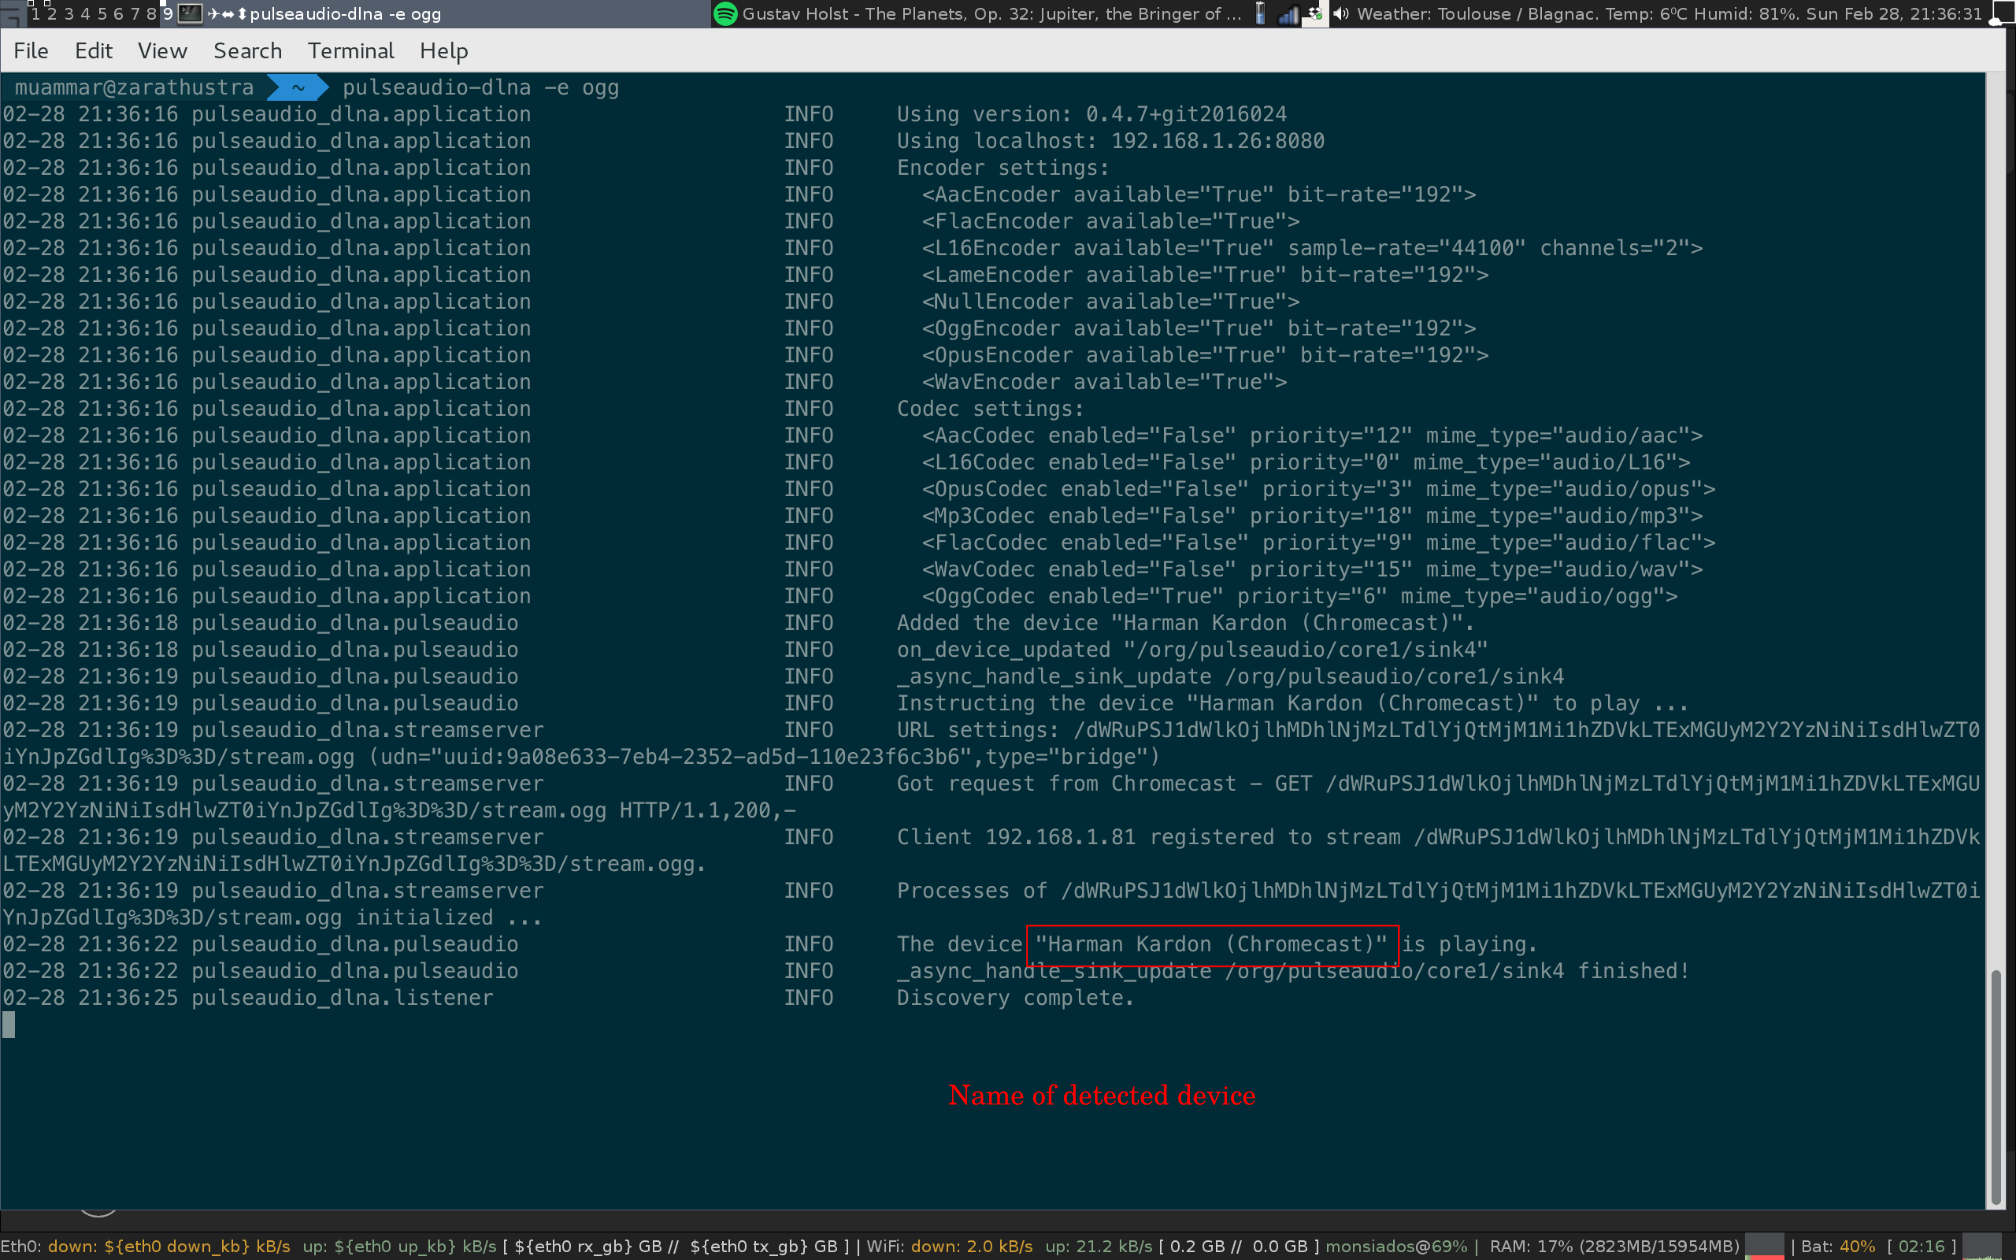 1 2 3 4 5 6 7 8 9 pulseaudio-dlna -e ogg Gustav Holst - The Planets, Op. 32: Jupiter, the Bringer of ... Weather: Toulouse / Blagnac. Temp: 6ºC Humid: 81%. Sun Feb 28, 21:36:31
File Edit View Search Terminal Help
muammar@zarathustra ~ pulseaudio-dlna -e ogg
02-28 21:36:16 pulseaudio_dlna.application INFO Using version: 0.4.7+git2016024
02-28 21:36:16 pulseaudio_dlna.application INFO Using localhost: 192.168.1.26:8080
02-28 21:36:16 pulseaudio_dlna.application INFO Encoder settings:
02-28 21:36:16 pulseaudio_dlna.application INFO <AacEncoder available="True" bit-rate="192">
02-28 21:36:16 pulseaudio_dlna.application INFO <FlacEncoder available="True">
02-28 21:36:16 pulseaudio_dlna.application INFO <L16Encoder available="True" sample-rate="44100" channels="2">
02-28 21:36:16 pulseaudio_dlna.application INFO <LameEncoder available="True" bit-rate="192">
02-28 21:36:16 pulseaudio_dlna.application INFO <NullEncoder available="True">
02-28 21:36:16 pulseaudio_dlna.application INFO <OggEncoder available="True" bit-rate="192">
02-28 21:36:16 pulseaudio_dlna.application INFO <OpusEncoder available="True" bit-rate="192">
02-28 21:36:16 pulseaudio_dlna.application INFO <WavEncoder available="True">
02-28 21:36:16 pulseaudio_dlna.application INFO Codec settings:
02-28 21:36:16 pulseaudio_dlna.application INFO <AacCodec enabled="False" priority="12" mime_type="audio/aac">
02-28 21:36:16 pulseaudio_dlna.application INFO <L16Codec enabled="False" priority="0" mime_type="audio/L16">
02-28 21:36:16 pulseaudio_dlna.application INFO <OpusCodec enabled="False" priority="3" mime_type="audio/opus">
02-28 21:36:16 pulseaudio_dlna.application INFO <Mp3Codec enabled="False" priority="18" mime_type="audio/mp3">
02-28 21:36:16 pulseaudio_dlna.application INFO <FlacCodec enabled="False" priority="9" mime_type="audio/flac">
02-28 21:36:16 pulseaudio_dlna.application INFO <WavCodec enabled="False" priority="15" mime_type="audio/wav">
02-28 21:36:16 pulseaudio_dlna.application INFO <OggCodec enabled="True" priority="6" mime_type="audio/ogg">
02-28 21:36:18 pulseaudio_dlna.pulseaudio INFO Added the device "Harman Kardon (Chromecast)".
02-28 21:36:18 pulseaudio_dlna.pulseaudio INFO on_device_updated "/org/pulseaudio/core1/sink4"
02-28 21:36:19 pulseaudio_dlna.pulseaudio INFO _async_handle_sink_update /org/pulseaudio/core1/sink4
02-28 21:36:19 pulseaudio_dlna.pulseaudio INFO Instructing the device "Harman Kardon (Chromecast)" to play ...
02-28 21:36:19 pulseaudio_dlna.streamserver INFO URL settings: /dWRuPSJ1dWlkOjlhMDhlNjMzLTdlYjQtMjM1Mi1hZDVkLTExMGUyM2Y2YzNiNiIsdHlwZT0
iYnJpZGdlIg%3D%3D/stream.ogg (udn="uuid:9a08e633-7eb4-2352-ad5d-110e23f6c3b6",type="bridge")
02-28 21:36:19 pulseaudio_dlna.streamserver INFO Got request from Chromecast - GET /dWRuPSJ1dWlkOjlhMDhlNjMzLTdlYjQtMjM1Mi1hZDVkLTExMGU
yM2Y2YzNiNiIsdHlwZT0iYnJpZGdlIg%3D%3D/stream.ogg HTTP/1.1,200,-
02-28 21:36:19 pulseaudio_dlna.streamserver INFO Client 192.168.1.81 registered to stream /dWRuPSJ1dWlkOjlhMDhlNjMzLTdlYjQtMjM1Mi1hZDVk
LTExMGUyM2Y2YzNiNiIsdHlwZT0iYnJpZGdlIg%3D%3D/stream.ogg.
02-28 21:36:19 pulseaudio_dlna.streamserver INFO Processes of /dWRuPSJ1dWlkOjlhMDhlNjMzLTdlYjQtMjM1Mi1hZDVkLTExMGUyM2Y2YzNiNiIsdHlwZT0i
YnJpZGdlIg%3D%3D/stream.ogg initialized ...
02-28 21:36:22 pulseaudio_dlna.pulseaudio INFO The device "Harman Kardon (Chromecast)" is playing.
02-28 21:36:22 pulseaudio_dlna.pulseaudio INFO _async_handle_sink_update /org/pulseaudio/core1/sink4 finished!
02-28 21:36:25 pulseaudio_dlna.listener INFO Discovery complete.
Name of detected device
Eth0: down: ${eth0 down_kb} kB/s up: ${eth0 up_kb} kB/s [ ${eth0 rx_gb} GB // ${eth0 tx_gb} GB ] | WiFi: down: 2.0 kB/s up: 21.2 kB/s [ 0.2 GB // 0.0 GB ] monsiados@69% | RAM: 17% (2823MB/15954MB) | Bat: 40% [ 02:16 ]